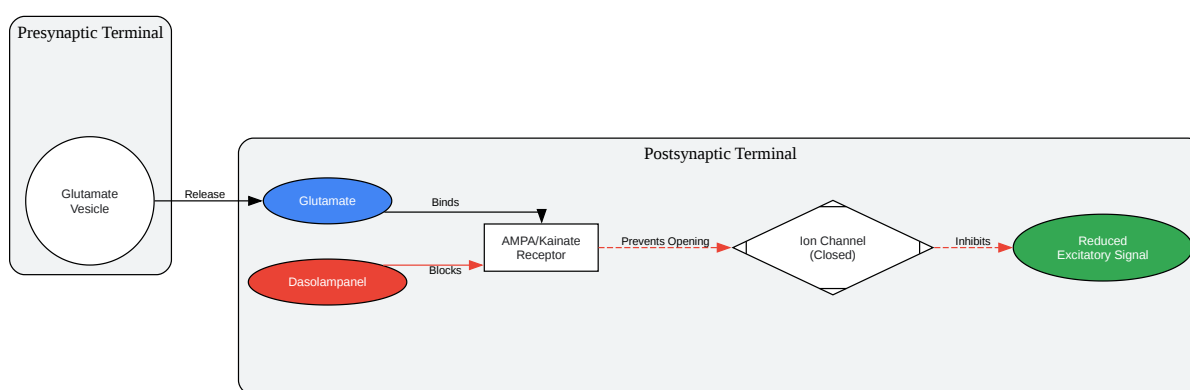 Presynaptic Terminal
Glutamate
Vesicle
Release
Postsynaptic Terminal
Glutamate
Binds
Dasolampanel
Blocks
AMPA/Kainate
Receptor
Prevents Opening
Ion Channel
(Closed)
Inhibits
Reduced
Excitatory Signal